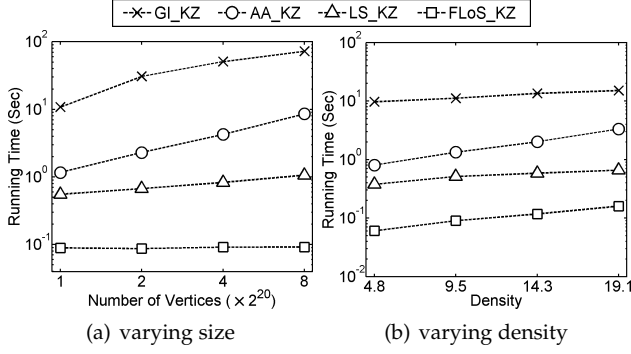 GI_KZ AA_KZ LS_KZ FLoS_KZ
10^2
10^1
10^0
10^-1
Running Time (Sec)
1 2 4 8
Number of Vertices (×2^20)
(a) varying size
10^2
10^1
10^0
10^-1
10^-2
Running Time (Sec)
4.8 9.5 14.3 19.1
Density
(b) varying density